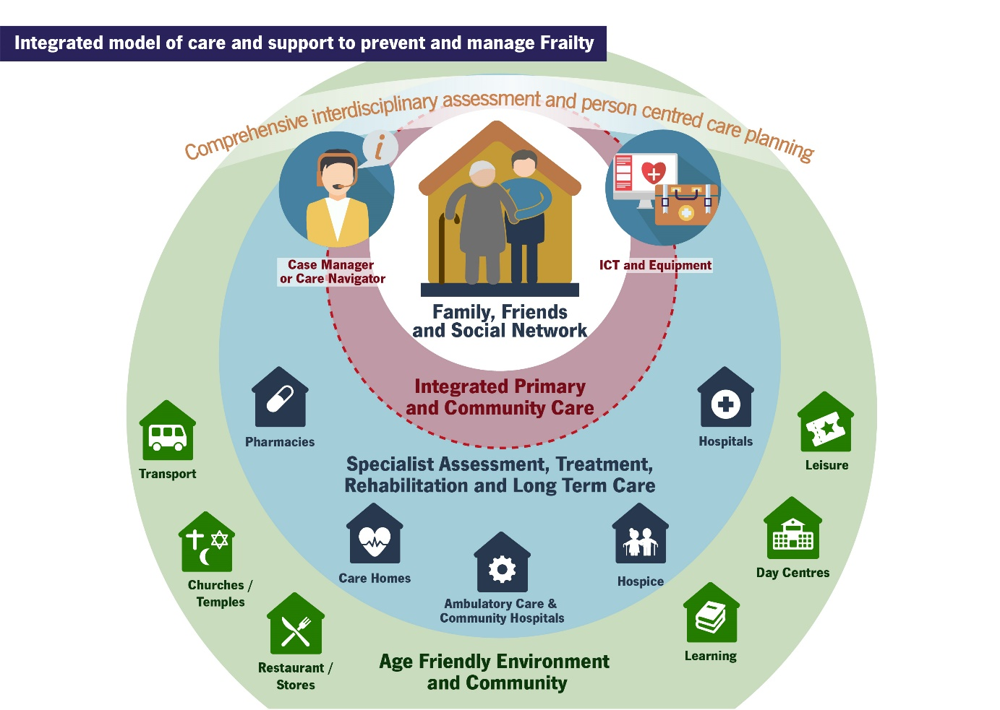 Integrated model of care and support to prevent and manage Frailty
Comprehensive interdisciplinary assessment and person centred care planning
i
Case Manager
or Care Navigator
ICT and Equipment
Family, Friends
and Social Network
Integrated Primary
and Community Care
Pharmacies
Hospitals
Transport
Leisure
Specialist Assessment, Treatment,
Rehabilitation and Long Term Care
Churches /
Temples
Care Homes
Ambulatory Care &
Community Hospitals
Hospice
Day Centres
Restaurant /
Stores
Learning
Age Friendly Environment
and Community